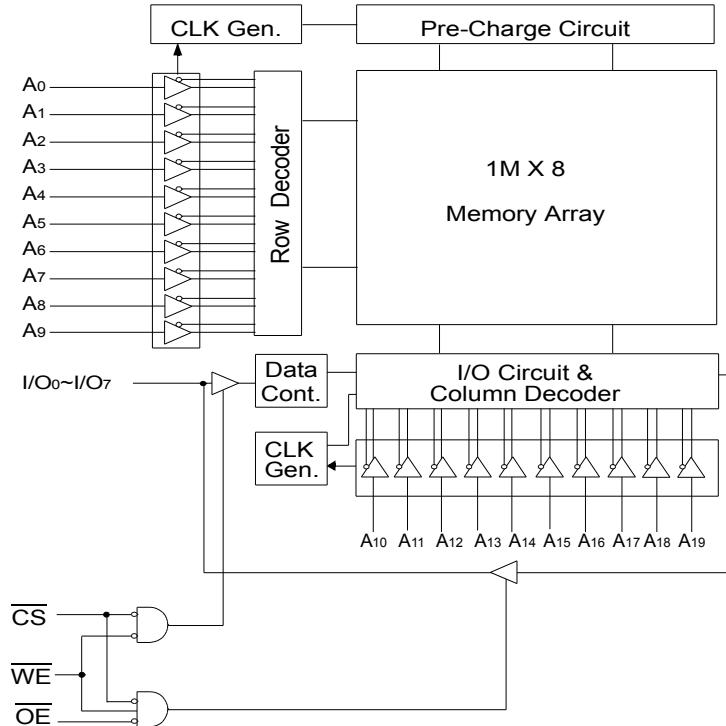 CLK Gen.
Pre-Charge Circuit
A0
A1
A2
A3
A4
A5
A6
A7
A8
A9
Row Decoder
1M X 8
Memory Array
I/O0~I/O7
Data
Cont.
I/O Circuit &
Column Decoder
CLK
Gen.
A10 A11 A12 A13 A14 A15 A16 A17 A18 A19
CS
WE
OE